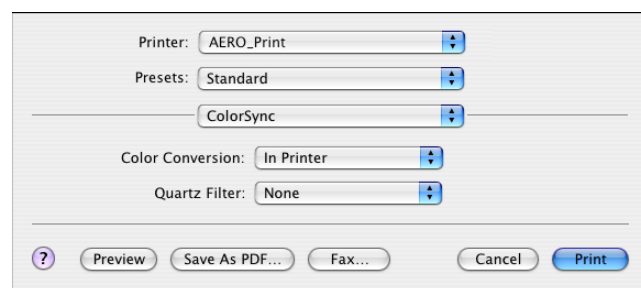 Printer: AERO_Print
Presets: Standard
ColorSync
Color Conversion: In Printer
Quartz Filter: None
? Preview Save As PDF... Fax... Cancel Print